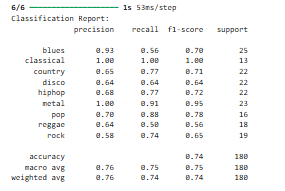 6/6 ━━━━━━━━━━━━━━━━━━━━ 1s 53ms/step
Classification Report:
precision recall f1-score support
blues 0.93 0.56 0.70 25
classical 1.00 1.00 1.00 13
country 0.65 0.77 0.71 22
disco 0.64 0.64 0.64 22
hiphop 0.68 0.77 0.72 22
metal 1.00 0.91 0.95 23
pop 0.70 0.88 0.78 16
reggae 0.64 0.50 0.56 18
rock 0.58 0.74 0.65 19
accuracy 0.74 180
macro avg 0.76 0.75 0.75 180
weighted avg 0.76 0.74 0.74 180